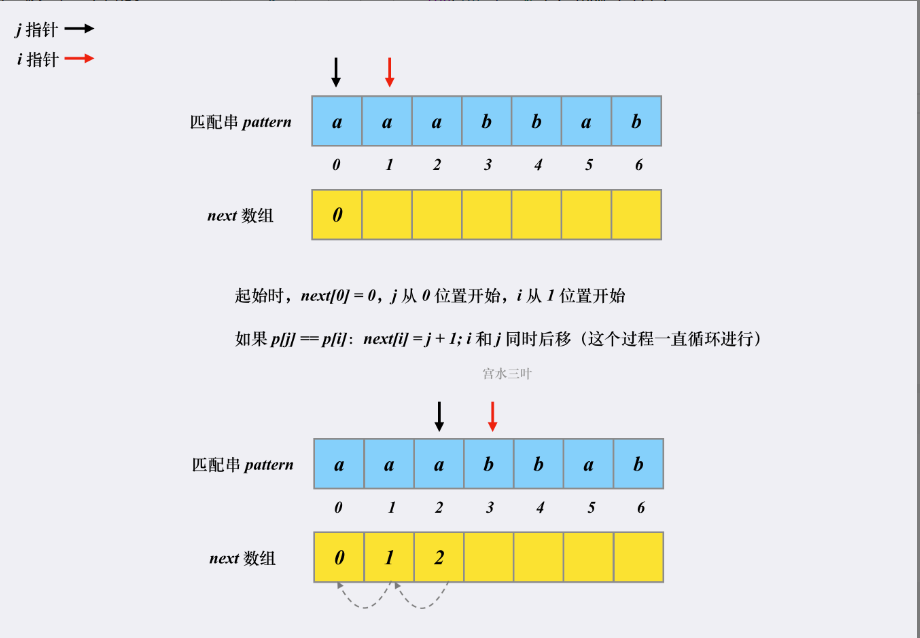 j 指针
i 指针
匹配串 pattern a a a b b a b
0 1 2 3 4 5 6
next 数组 0
起始时，next[0] = 0，j 从 0 位置开始，i 从 1 位置开始
如果 p[j] == p[i]：next[i] = j + 1; i 和 j 同时后移（这个过程一直循环进行）
宫水三叶
匹配串 pattern a a a b b a b
0 1 2 3 4 5 6
next 数组 0 1 2